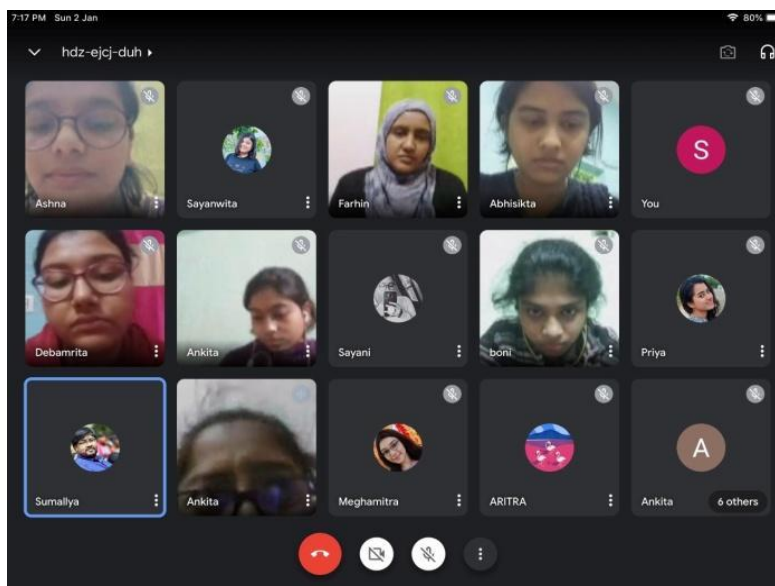 7:17 PM Sun 2 Jan
80%
hdz-ejcj-duh
Ashna
Sayanwita
Farhin
Abhisikta
S
You
Debamrita
Ankita
Sayani
boni
Priya
Sumallya
Ankita
Meghamitra
ARITRA
A
Ankita
6 others